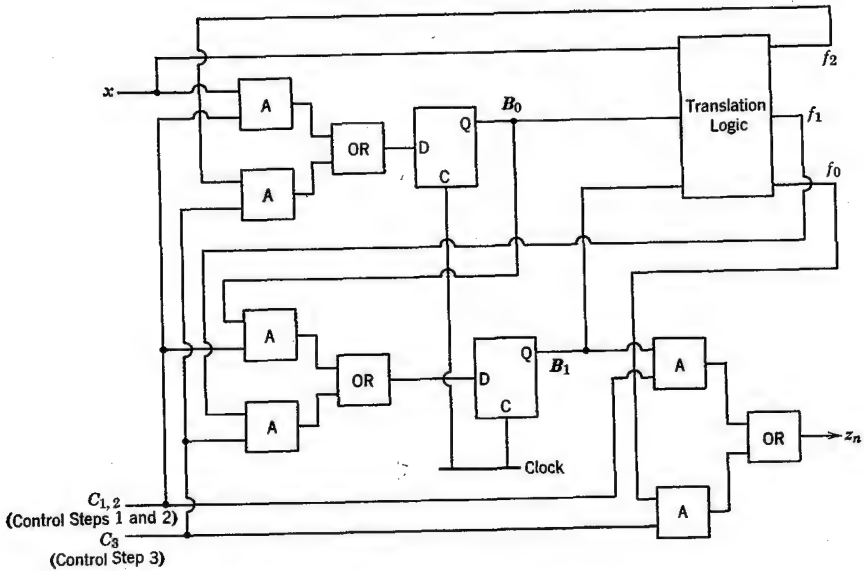 f₂
x
A
Q
B₀
Translation
Logic
f₁
OR
D
C
A
f₀
A
Q
B₁
A
OR
D
C
A
Clock
OR
zₙ
C₁,₂
(Control Steps 1 and 2)
A
C₃
(Control Step 3)